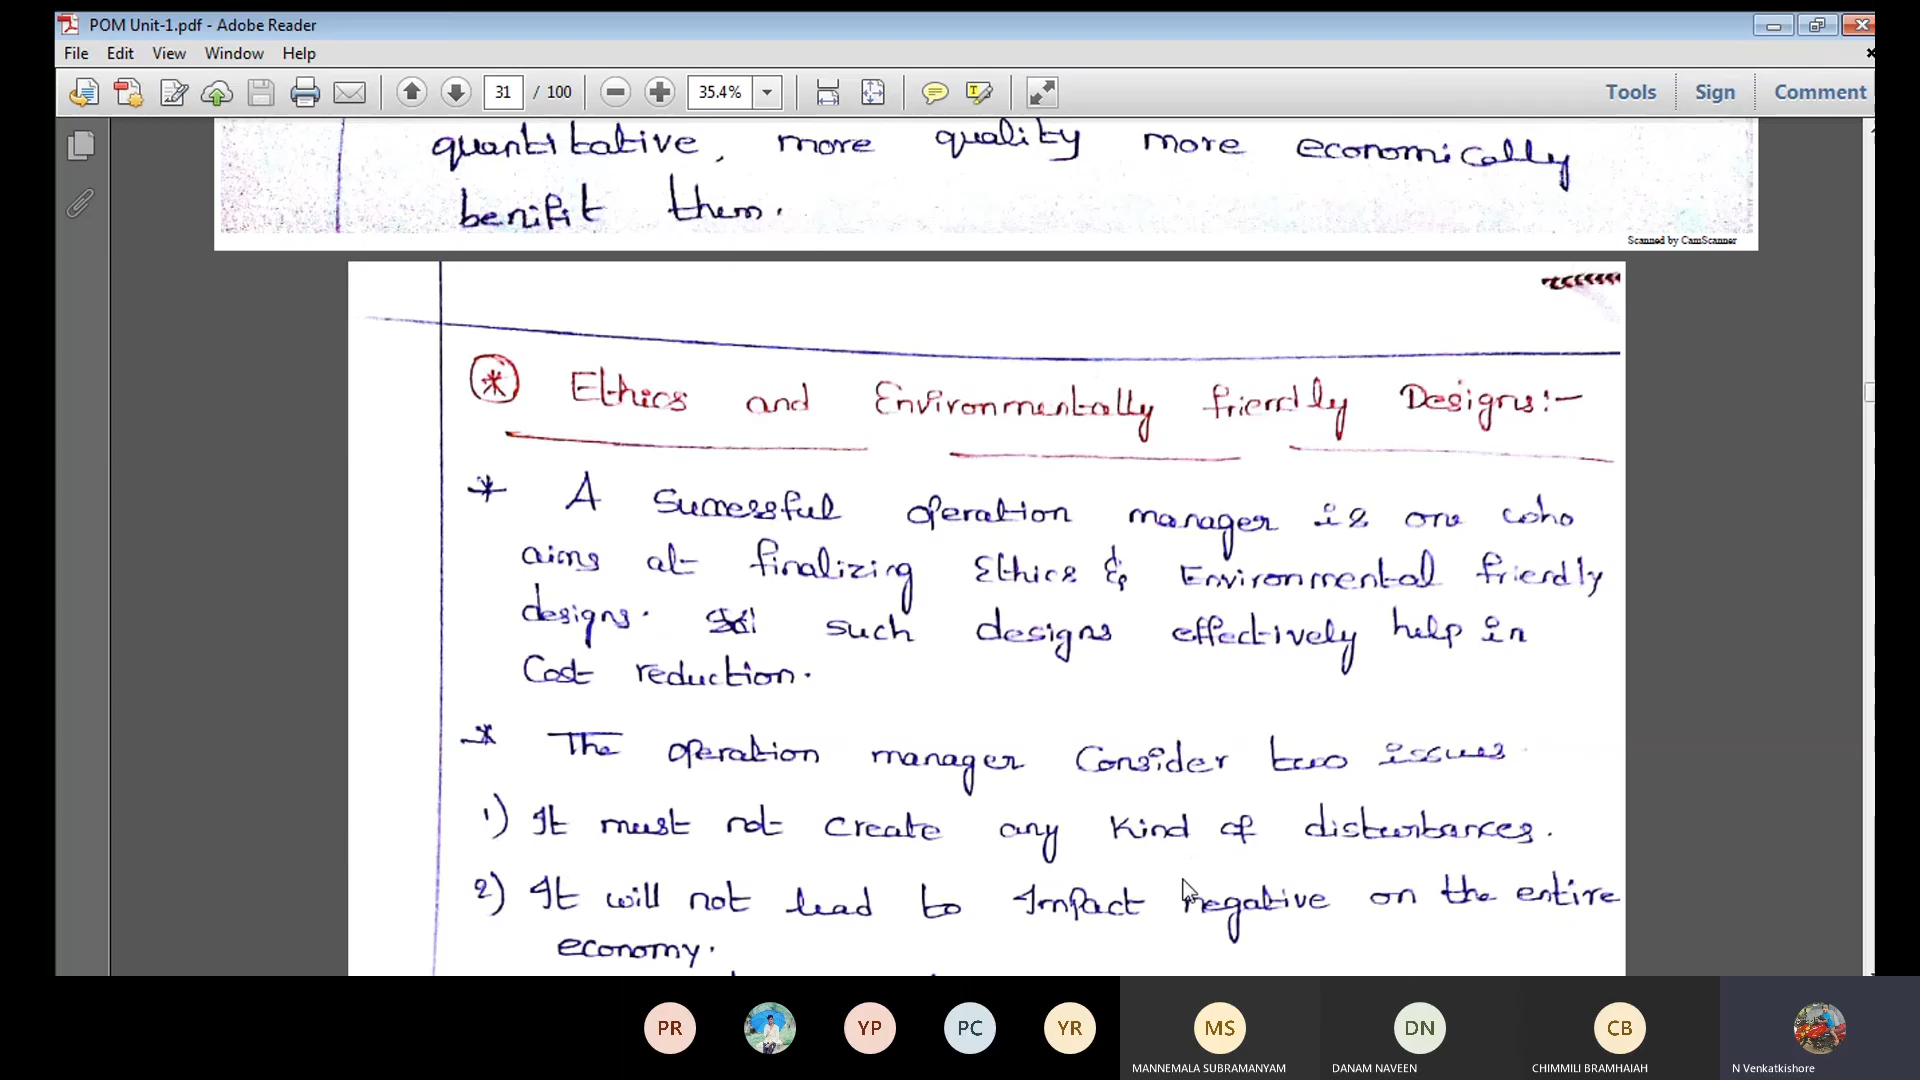 POM Unit-1.pdf - Adobe Reader
File Edit View Window Help
31 / 100 35.4% Tools Sign Comment
quantitative, more quality more economically
benifit them.
Scanned by CamScanner
Ethics and Environmentally friendly Designs:-
* A Successful operation manager is one who
aims at finalizing Ethics & Environmental friendly
designs. such designs effectively help in
Cost reduction.
* The operation manager Consider two issues
1) It must not create any kind of disturbances.
2) It will not lead to Impact negative on the entire
economy.
PR YP PC YR MS DN CB
MANNEMALA SUBRAMANYAM DANAM NAVEEN CHIMMILI BRAMHAIAH N Venkatkishore